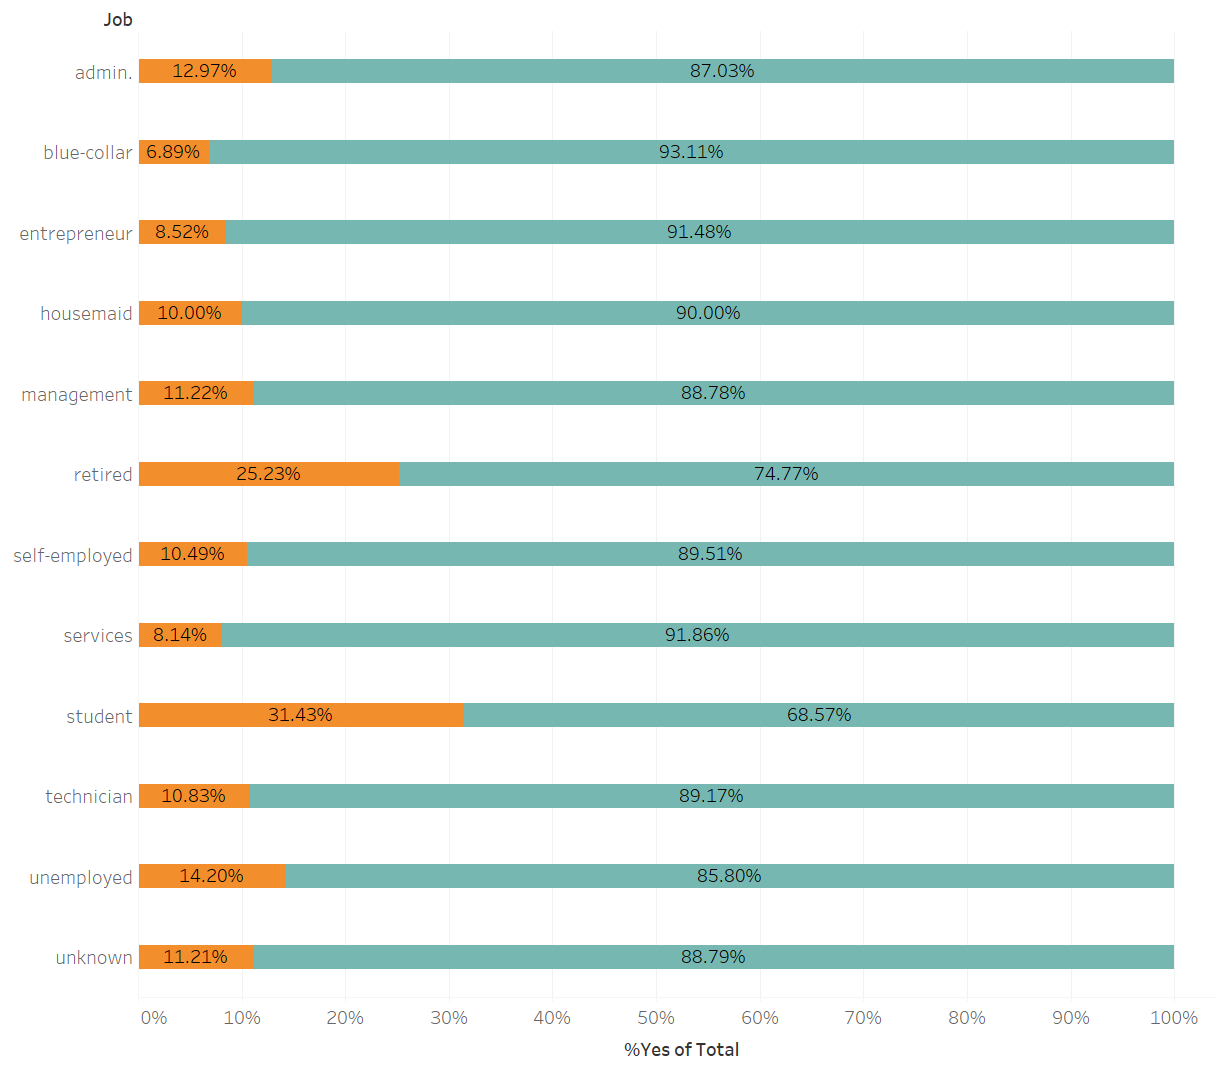 Job
admin. 12.97% 87.03%
blue-collar 6.89% 93.11%
entrepreneur 8.52% 91.48%
housemaid 10.00% 90.00%
management 11.22% 88.78%
retired 25.23% 74.77%
self-employed 10.49% 89.51%
services 8.14% 91.86%
student 31.43% 68.57%
technician 10.83% 89.17%
unemployed 14.20% 85.80%
unknown 11.21% 88.79%
0% 10% 20% 30% 40% 50% 60% 70% 80% 90% 100%
%Yes of Total